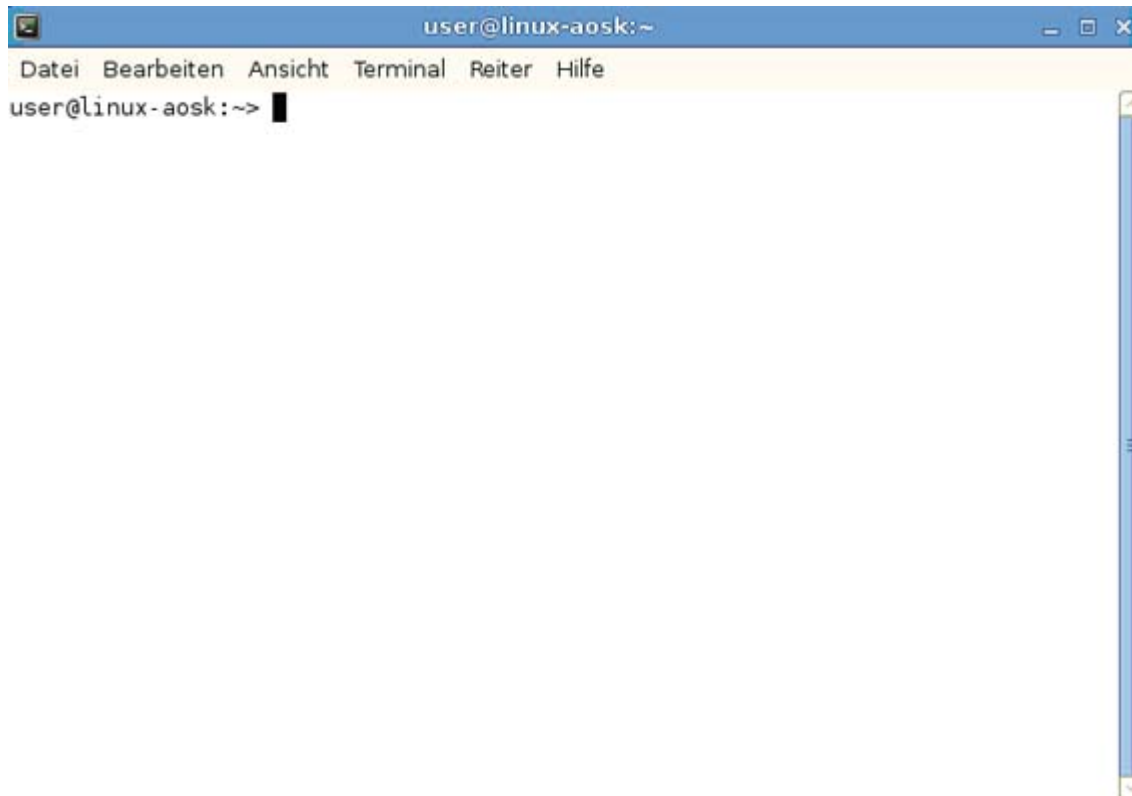 user@linux-aosk:~
Datei Bearbeiten Ansicht Terminal Reiter Hilfe
user@linux-aosk:~>